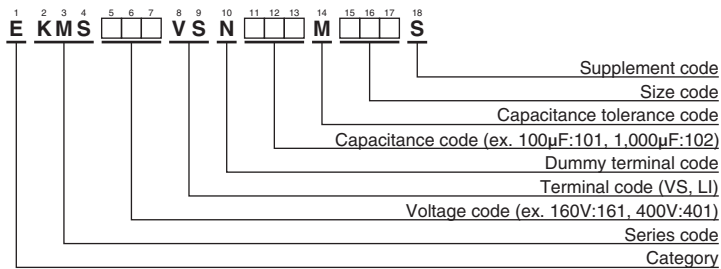 1 2 3 4 5 6 7 8 9 10 11 12 13 14 15 16 17 18
E KMS □□□ VS N □□□ M □□□ S
Supplement code
Size code
Capacitance tolerance code
Capacitance code (ex. 100μF:101, 1,000μF:102)
Dummy terminal code
Terminal code (VS, LI)
Voltage code (ex. 160V:161, 400V:401)
Series code
Category